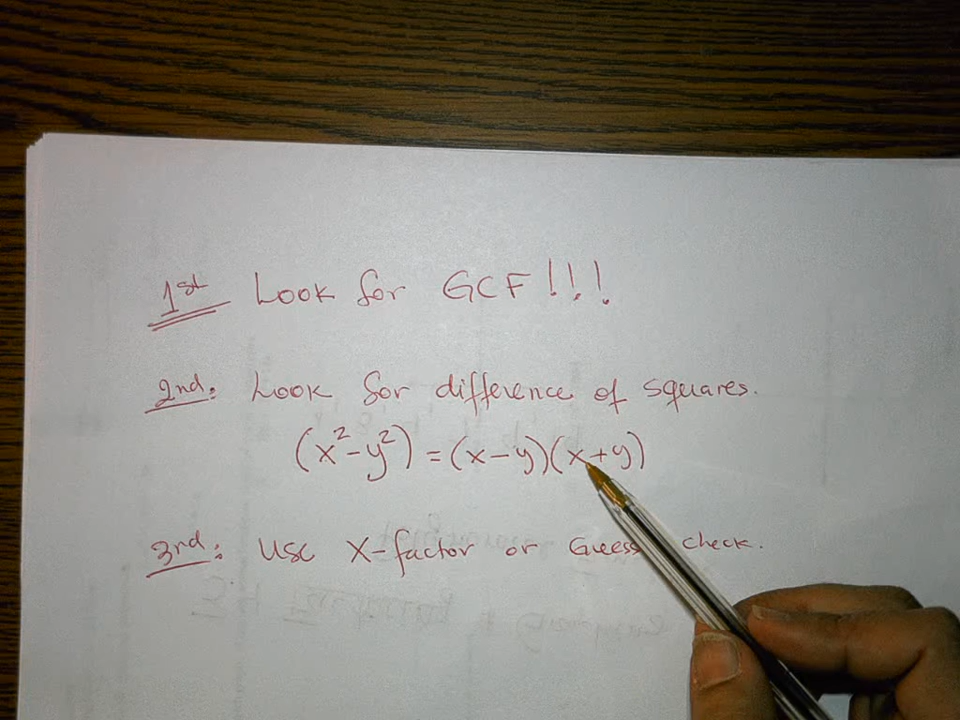 1st Look for GCF!!!
2nd: Look for difference of squares.
(x²-y²) = (x-y)(x+y)
3rd: Use X-factor or Guess check.